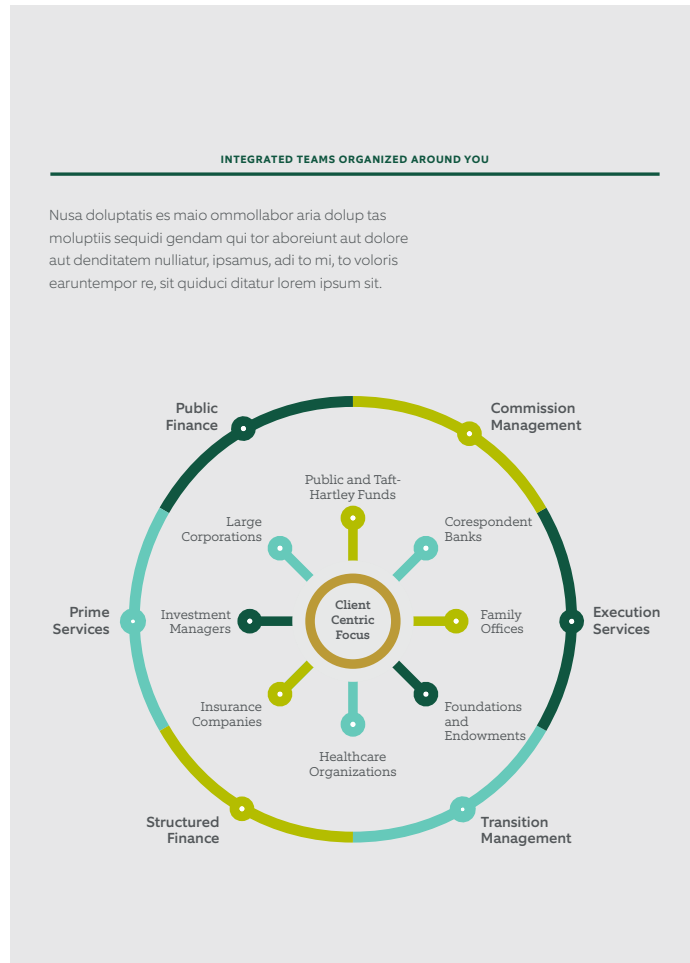 INTEGRATED TEAMS ORGANIZED AROUND YOU
Nusa doluptatis es maio ommollabor aria dolup tas
moluptiis sequidi gendam qui tor aboreiunt aut dolore
aut denditatem nulliatur, ipsamus, adi to mi, to voloris
earuntempor re, sit quiduci ditatur lorem ipsum sit.
Public
Finance
Commission
Management
Public and Taft-
Hartley Funds
Large
Corporations
Corespondent
Banks
Prime
Services
Investment
Managers
Client
Centric
Focus
Family
Offices
Execution
Services
Insurance
Companies
Foundations
and
Endowments
Healthcare
Organizations
Structured
Finance
Transition
Management